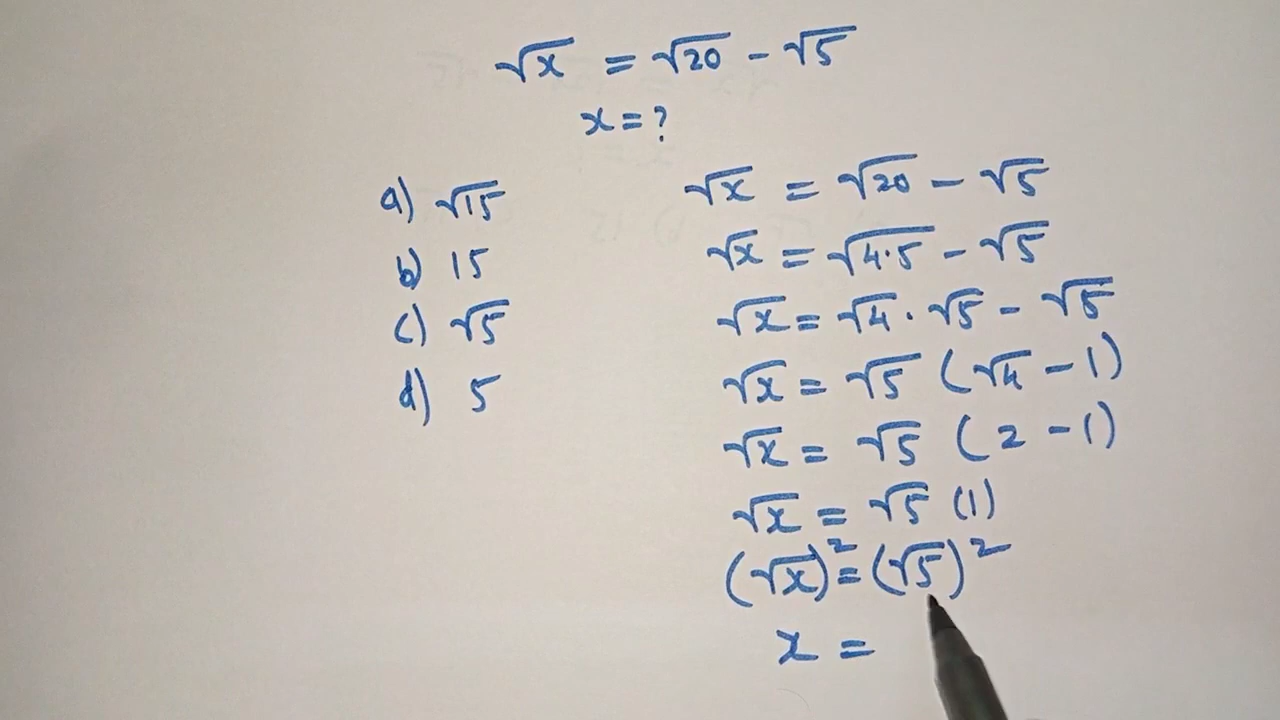 √x = √20 - √5
x = ?
a) √15
b) 15
c) √5
d) 5
√x = √20 - √5
√x = √4·5 - √5
√x = √4 · √5 - √5
√x = √5 (√4 - 1)
√x = √5 (2 - 1)
√x = √5 (1)
(√x)² = (√5)²
x =